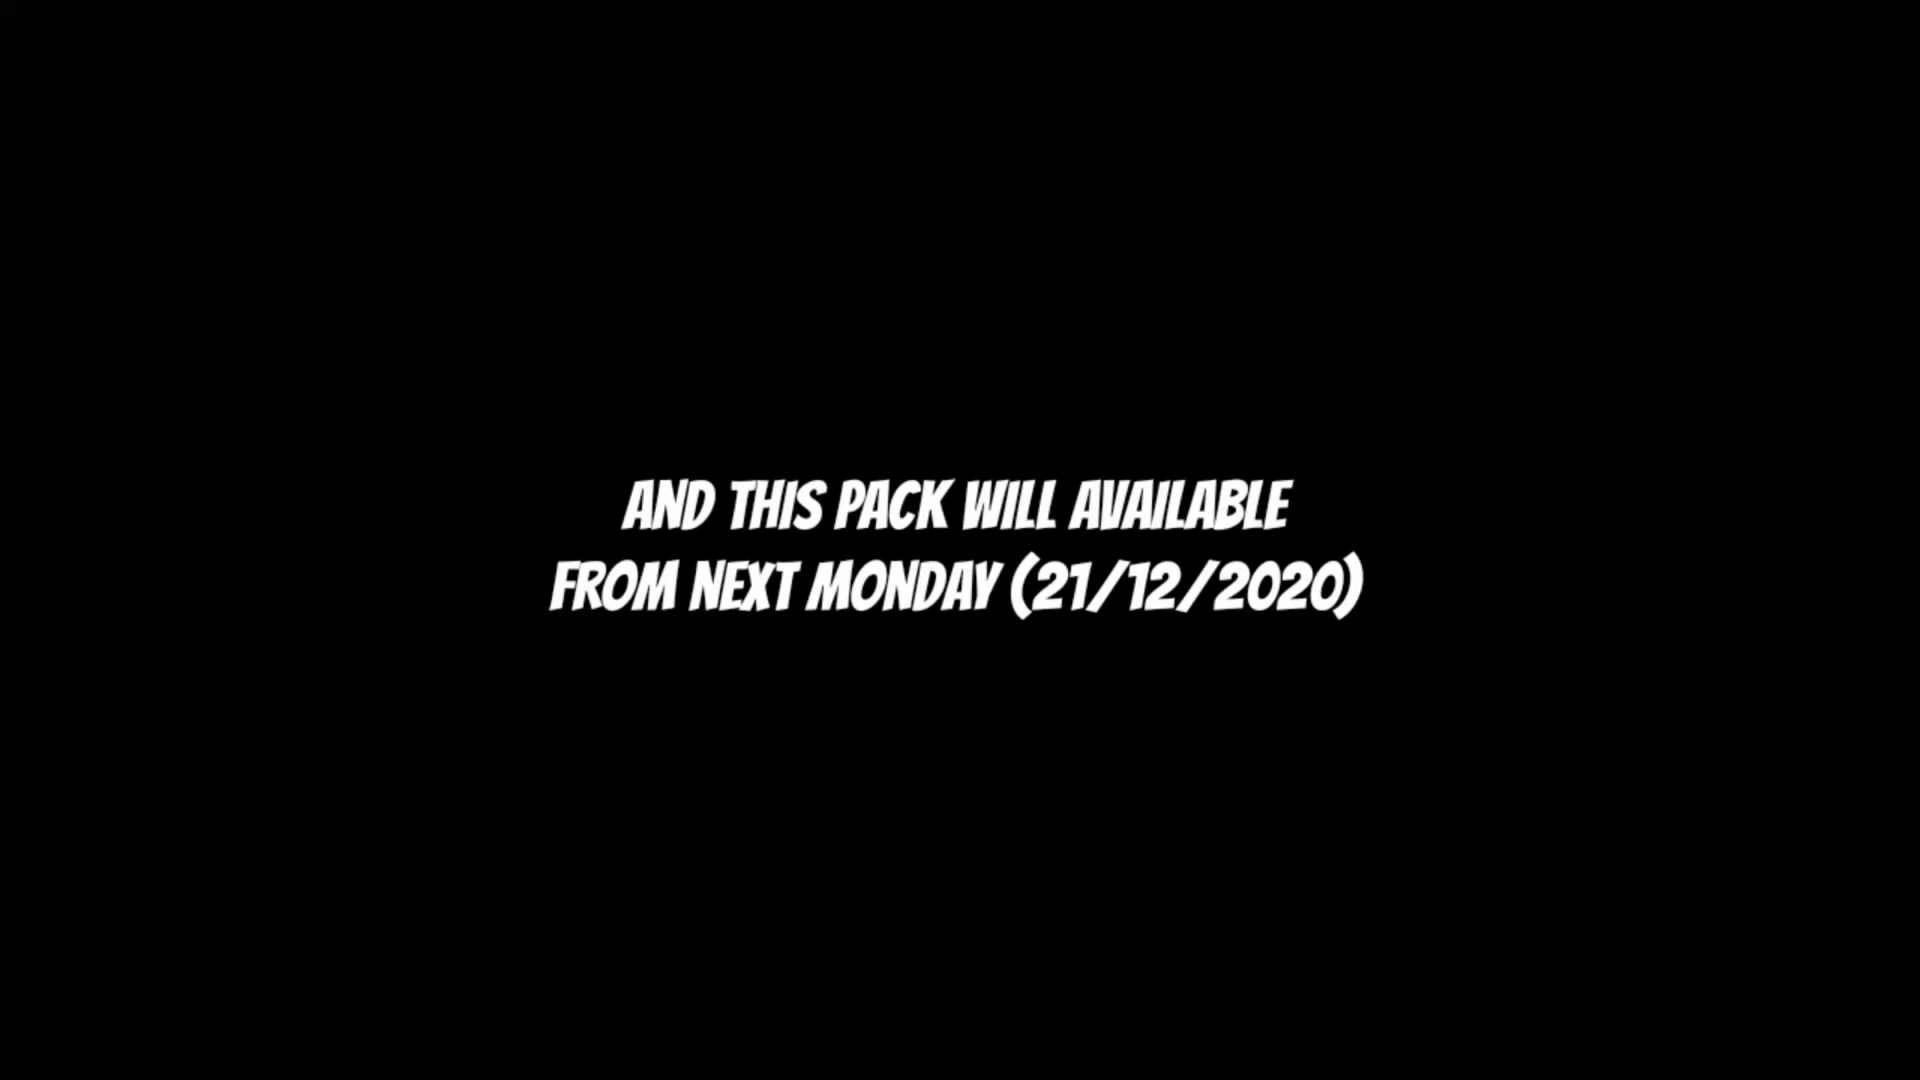 AND THIS PACK WILL AVAILABLE
FROM NEXT MONDAY (21/12/2020)